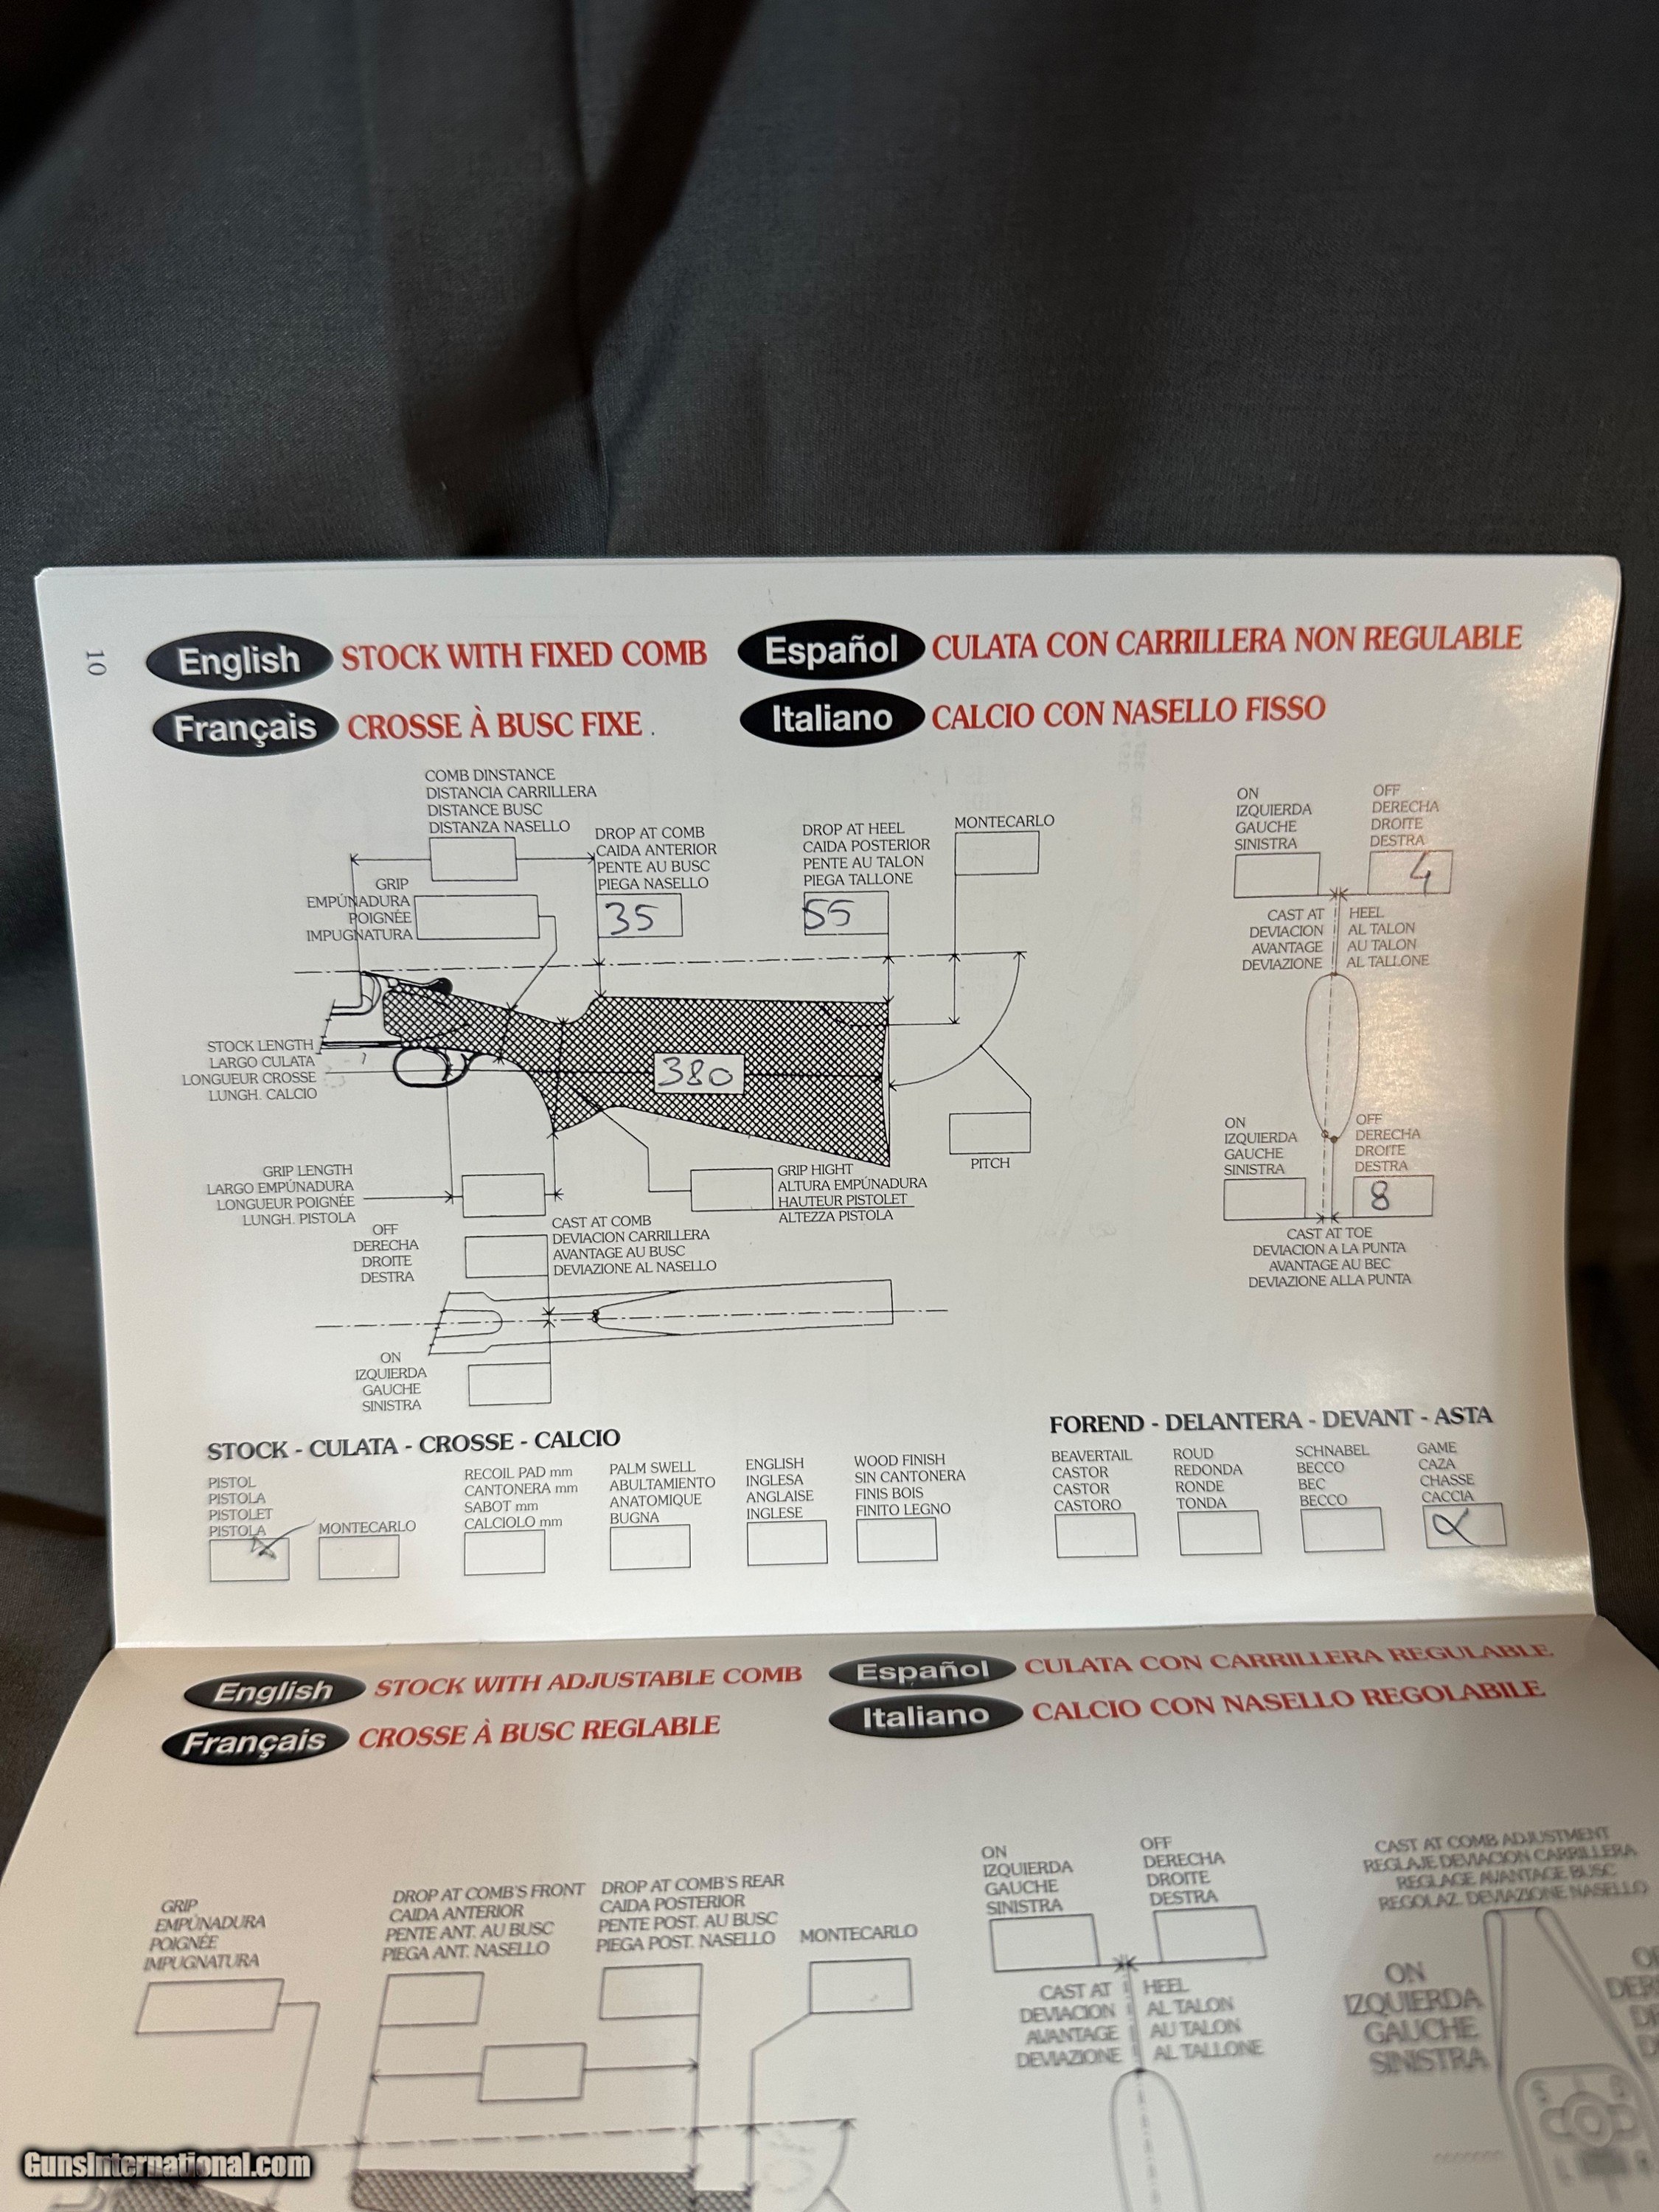 10
English STOCK WITH FIXED COMB
Español CULATA CON CARRILLERA NON REGULABLE
Français CROSSE À BUSC FIXE .
Italiano CALCIO CON NASELLO FISSO
COMB DINSTANCE
DISTANCIA CARRILLERA
DISTANCE BUSC
DISTANZA NASELLO
DROP AT COMB
CAIDA ANTERIOR
PENTE AU BUSC
PIEGA NASELLO
35
DROP AT HEEL
CAIDA POSTERIOR
PENTE AU TALON
PIEGA TALLONE
55
MONTECARLO
ON
IZQUIERDA
GAUCHE
SINISTRA
OFF
DERECHA
DROITE
DESTRA
4
GRIP
EMPÚNADURA
POIGNÉE
IMPUGNATURA
CAST AT HEEL
DEVIACION AL TALON
AVANTAGE AU TALON
DEVIAZIONE AL TALLONE
STOCK LENGTH
LARGO CULATA
LONGUEUR CROSSE
LUNGH. CALCIO
380
PITCH
ON
IZQUIERDA
GAUCHE
SINISTRA
OFF
DERECHA
DROITE
DESTRA
8
CAST AT TOE
DEVIACION A LA PUNTA
AVANTAGE AU BEC
DEVIAZIONE ALLA PUNTA
GRIP LENGTH
LARGO EMPÚNADURA
LONGUEUR POIGNÉE
LUNGH. PISTOLA
GRIP HIGHT
ALTURA EMPÚNADURA
HAUTEUR PISTOLET
ALTEZZA PISTOLA
OFF
DERECHA
DROITE
DESTRA
CAST AT COMB
DEVIACION CARRILLERA
AVANTAGE AU BUSC
DEVIAZIONE AL NASELLO
ON
IZQUIERDA
GAUCHE
SINISTRA
STOCK - CULATA - CROSSE - CALCIO
PISTOL
PISTOLA
PISTOLET
PISTOLA
MONTECARLO
RECOIL PAD mm
CANTONERA mm
SABOT mm
CALCIOLO mm
PALM SWELL
ABULTAMIENTO
ANATOMIQUE
BUGNA
ENGLISH
INGLESA
ANGLAISE
INGLESE
WOOD FINISH
SIN CANTONERA
FINIS BOIS
FINITO LEGNO
FOREND - DELANTERA - DEVANT - ASTA
BEAVERTAIL
CASTOR
CASTOR
CASTORO
ROUD
REDONDA
RONDE
TONDA
SCHNABEL
BECCO
BEC
BECCO
GAME
CAZA
CHASSE
CACCIA
English STOCK WITH ADJUSTABLE COMB
Español CULATA CON CARRILLERA REGULABLE
Français CROSSE À BUSC REGLABLE
Italiano CALCIO CON NASELLO REGOLABILE
GRIP
EMPÚNADURA
POIGNÉE
IMPUGNATURA
DROP AT COMB'S FRONT
CAIDA ANTERIOR
PENTE ANT. AU BUSC
PIEGA ANT. NASELLO
DROP AT COMB'S REAR
CAIDA POSTERIOR
PENTE POST. AU BUSC
PIEGA POST. NASELLO
MONTECARLO
ON
IZQUIERDA
GAUCHE
SINISTRA
OFF
DERECHA
DROITE
DESTRA
CAST AT HEEL
DEVIACION AL TALON
AVANTAGE AU TALON
DEVIAZIONE AL TALLONE
CAST AT COMB ADJUSTMENT
REGLAJE DEVIACION CARRILLERA
REGLAGE AVANTAGE BUSC
REGOLAZ. DEVIAZIONE NASELLO
ON
IZQUIERDA
GAUCHE
SINISTRA
GunsInternational.com